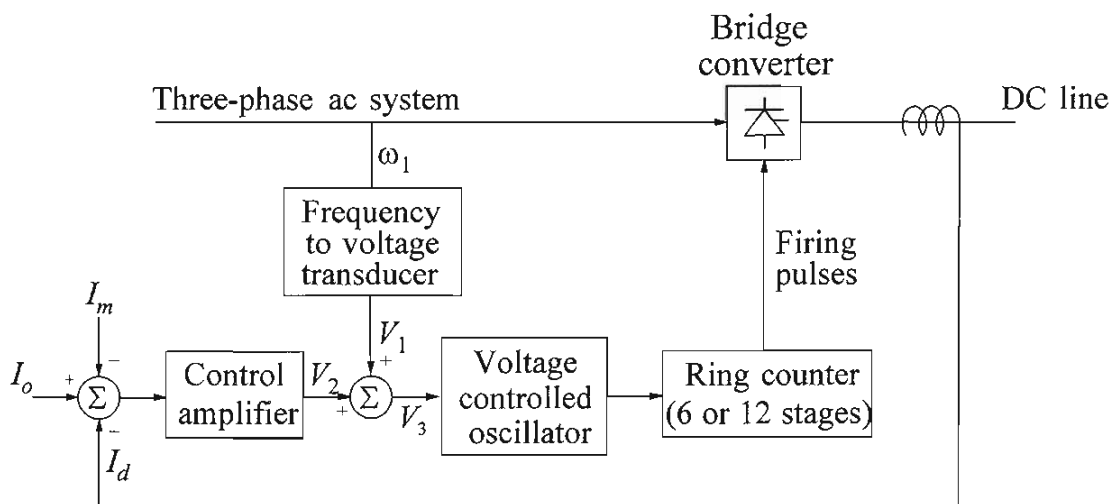 Bridge
converter
Three-phase ac system
DC line
ω₁
Frequency
to voltage
transducer
Firing
pulses
Iₘ
V₁
−
+
Iₒ
+
Σ
Control
amplifier
V₂
+
Σ
V₃
Voltage
controlled
oscillator
Ring counter
(6 or 12 stages)
−
I_d